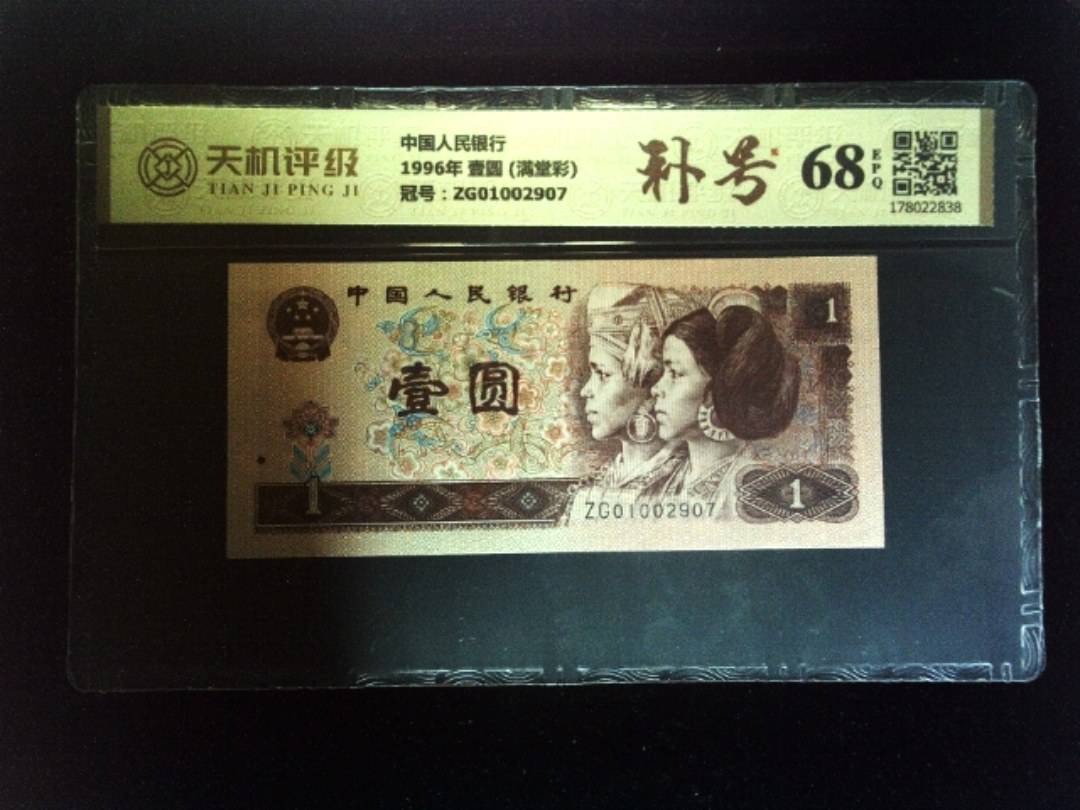 天机评级
TIAN JI PING JI
中国人民银行
1996年 壹圆 (满堂彩)
冠号：ZG01002907
补号
68
EPQ
178022838
中国人民银行
1
壹圆
1
ZG01002907
1